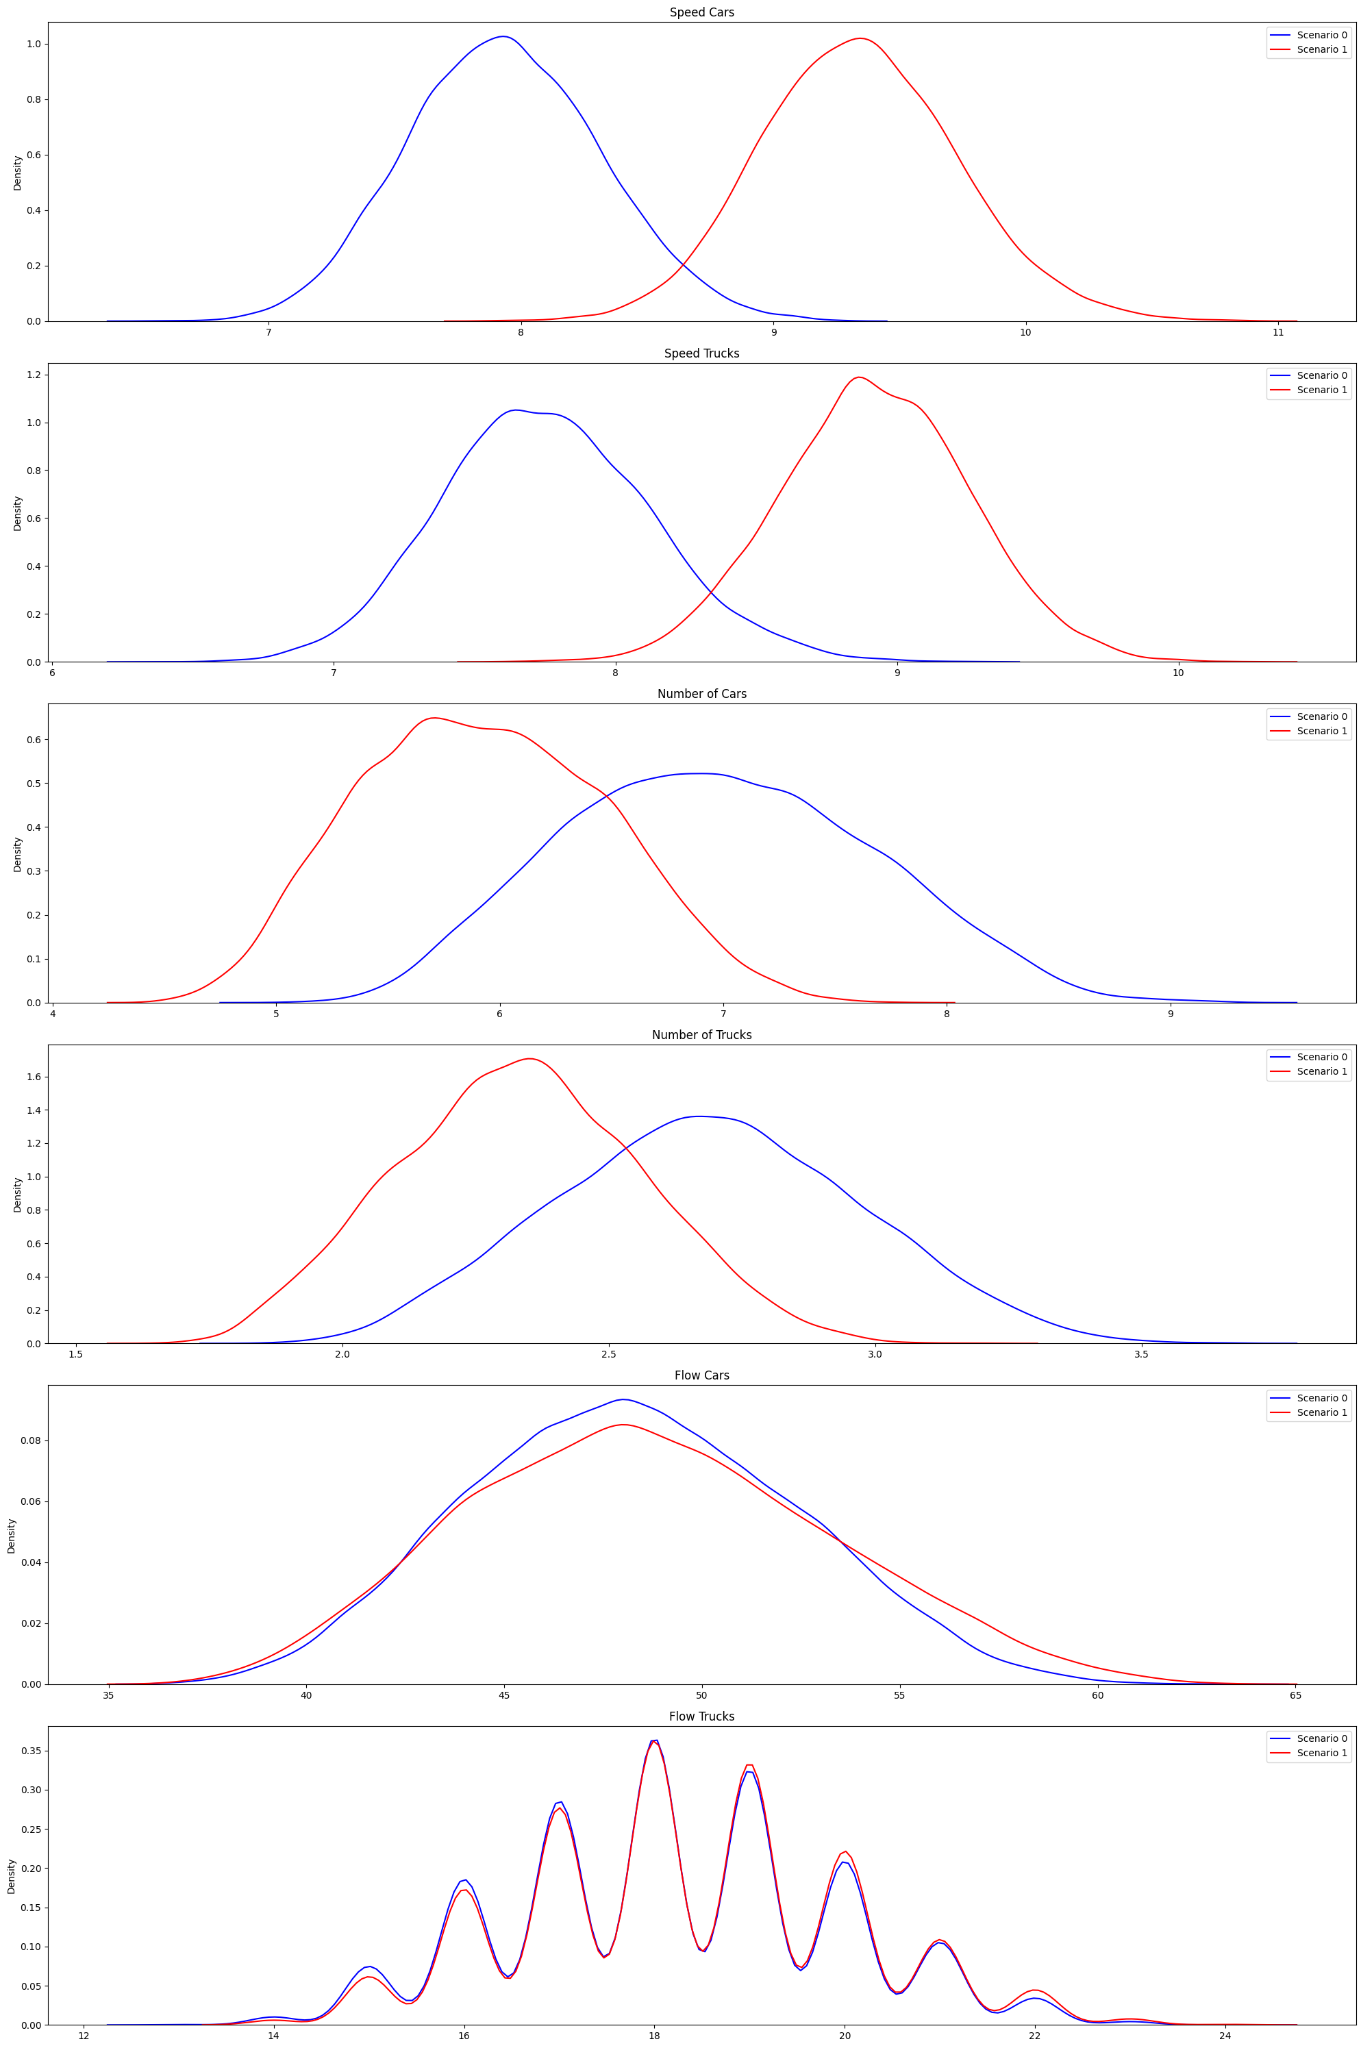 Speed Cars
Density
1.0
0.8
0.6
0.4
0.2
0.0
7 8 9 10 11
Scenario 0
Scenario 1
Speed Trucks
Density
1.2
1.0
0.8
0.6
0.4
0.2
0.0
6 7 8 9 10
Scenario 0
Scenario 1
Number of Cars
Density
0.6
0.5
0.4
0.3
0.2
0.1
0.0
4 5 6 7 8 9
Scenario 0
Scenario 1
Number of Trucks
Density
1.6
1.4
1.2
1.0
0.8
0.6
0.4
0.2
0.0
1.5 2.0 2.5 3.0 3.5
Scenario 0
Scenario 1
Flow Cars
Density
0.08
0.06
0.04
0.02
0.00
35 40 45 50 55 60 65
Scenario 0
Scenario 1
Flow Trucks
Density
0.35
0.30
0.25
0.20
0.15
0.10
0.05
0.00
12 14 16 18 20 22 24
Scenario 0
Scenario 1